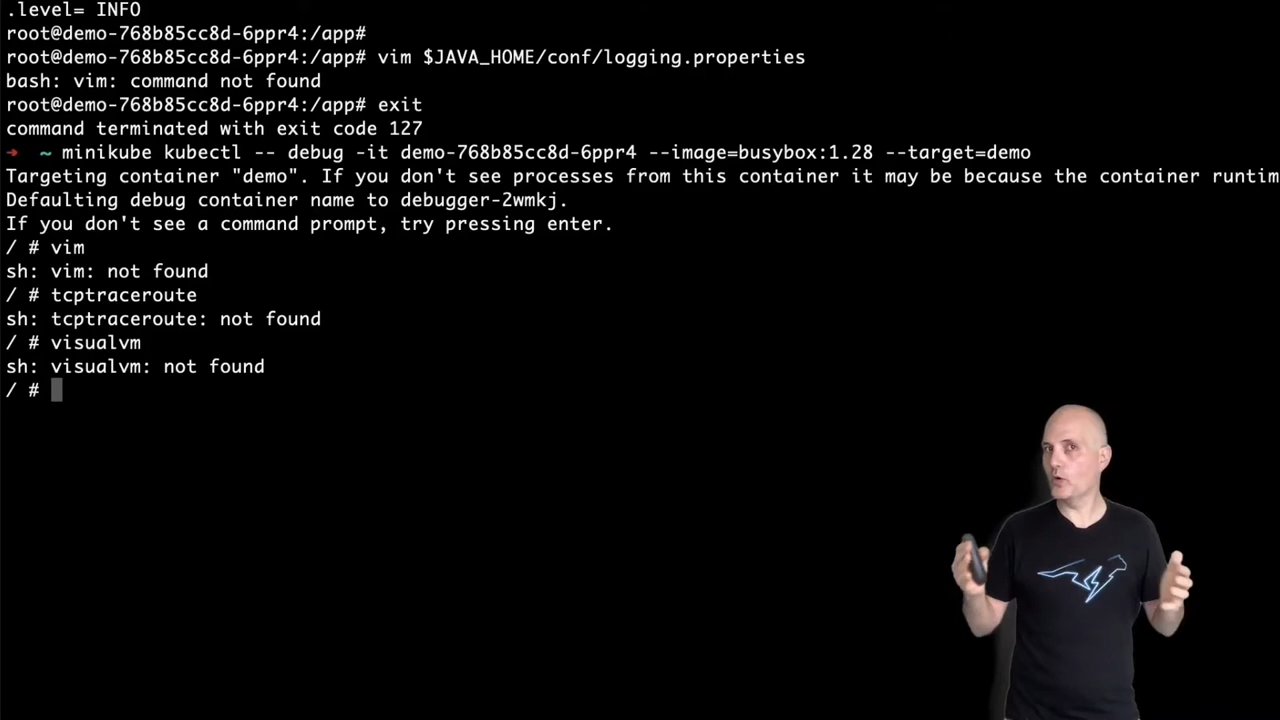 .level= INFO
root@demo-768b85cc8d-6ppr4:/app#
root@demo-768b85cc8d-6ppr4:/app# vim $JAVA_HOME/conf/logging.properties
bash: vim: command not found
root@demo-768b85cc8d-6ppr4:/app# exit
command terminated with exit code 127
➜  ~ minikube kubectl -- debug -it demo-768b85cc8d-6ppr4 --image=busybox:1.28 --target=demo
Targeting container "demo". If you don't see processes from this container it may be because the container runtim
Defaulting debug container name to debugger-2wmkj.
If you don't see a command prompt, try pressing enter.
/ # vim
sh: vim: not found
/ # tcptraceroute
sh: tcptraceroute: not found
/ # visualvm
sh: visualvm: not found
/ #